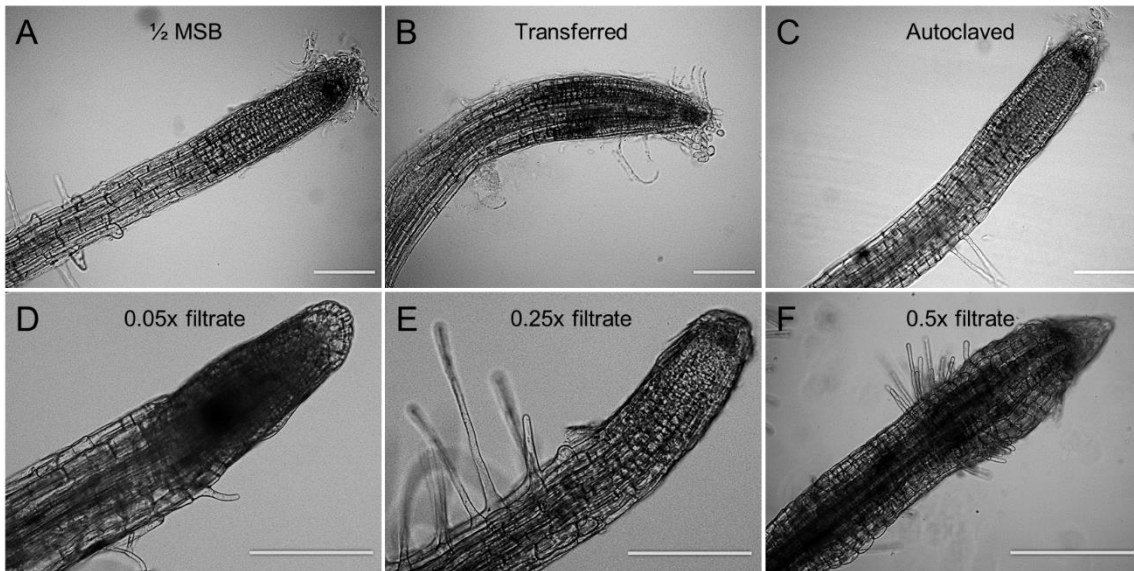 A ½ MSB
B Transferred
C Autoclaved
D 0.05x filtrate
E 0.25x filtrate
F 0.5x filtrate